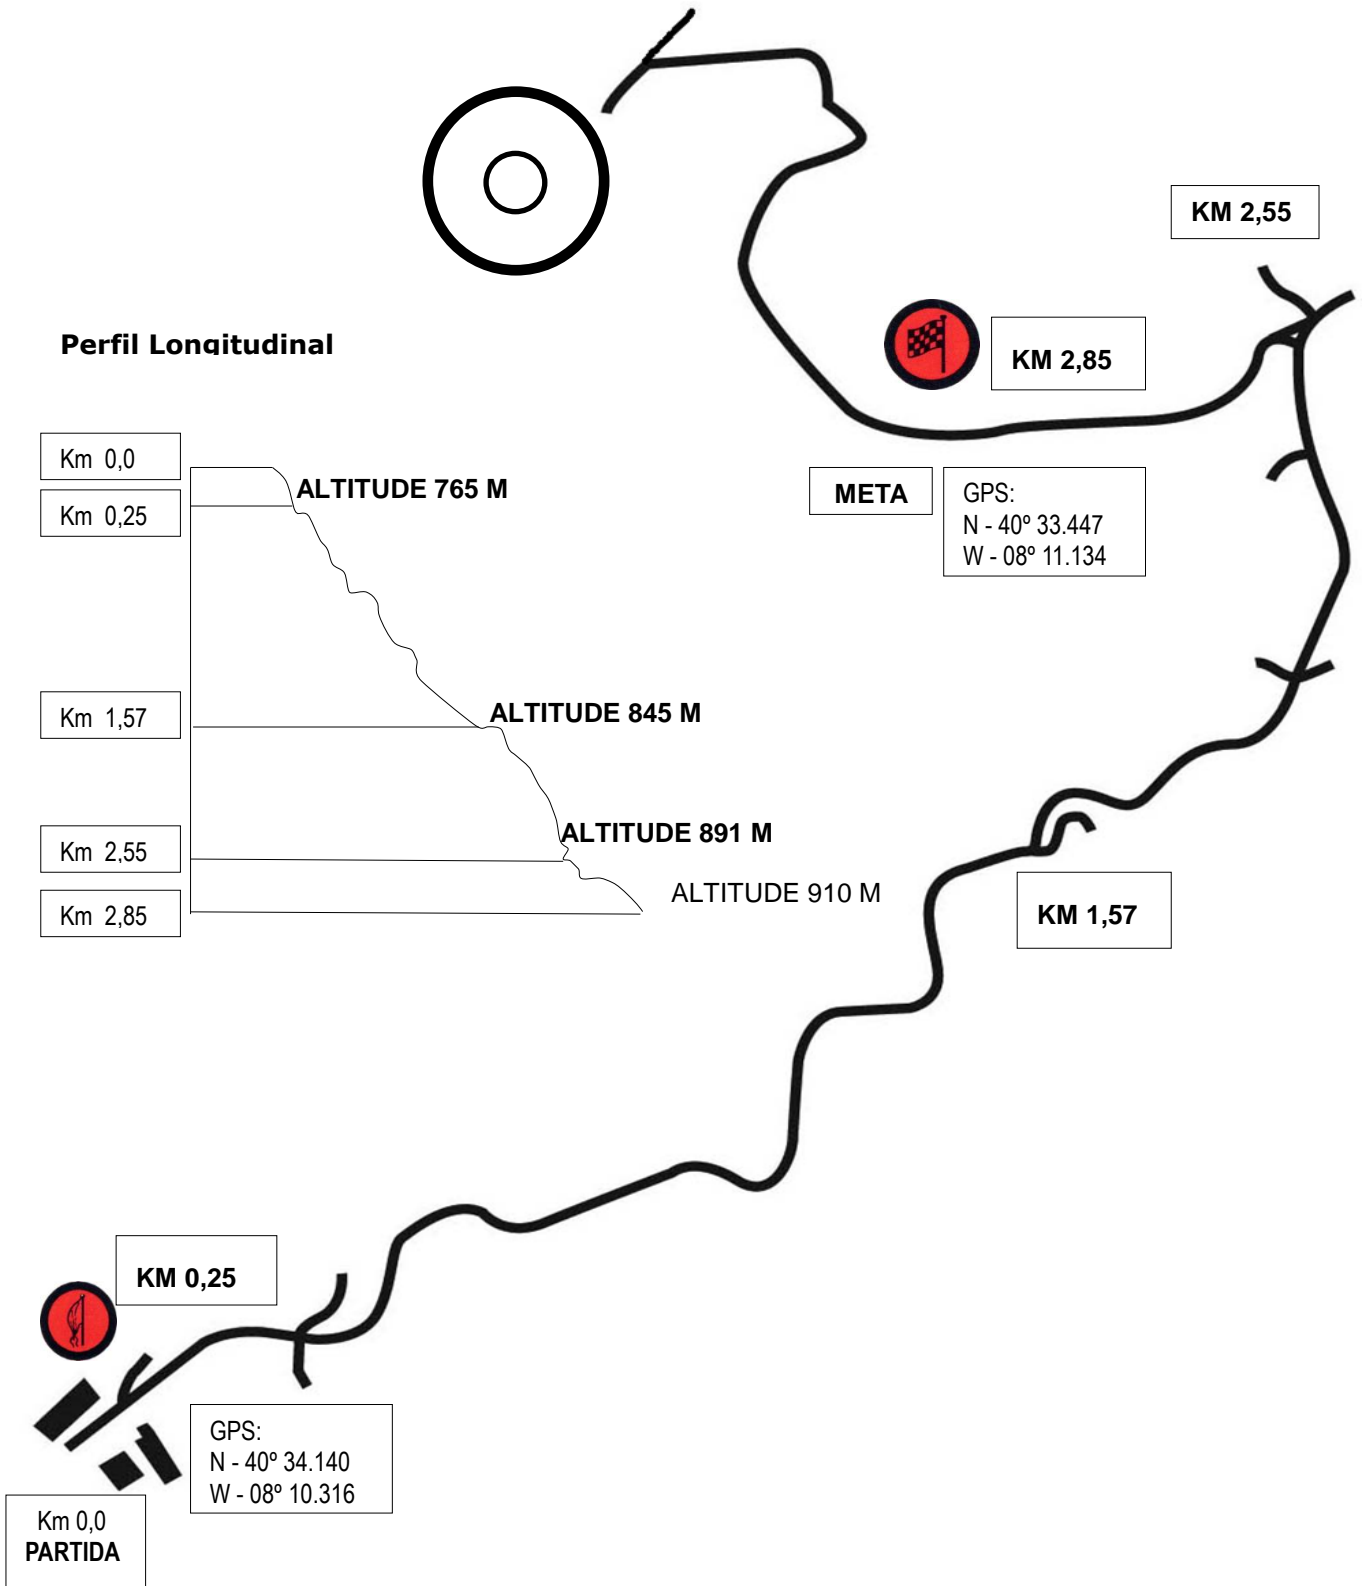 KM 2,55
Perfil Longitudinal
KM 2,85
Km 0,0
ALTITUDE 765 M
Km 0,25
META
GPS:
N - 40º 33.447
W - 08º 11.134
Km 1,57
ALTITUDE 845 M
ALTITUDE 891 M
Km 2,55
ALTITUDE 910 M
Km 2,85
KM 1,57
KM 0,25
GPS:
N - 40º 34.140
W - 08º 10.316
Km 0,0
PARTIDA